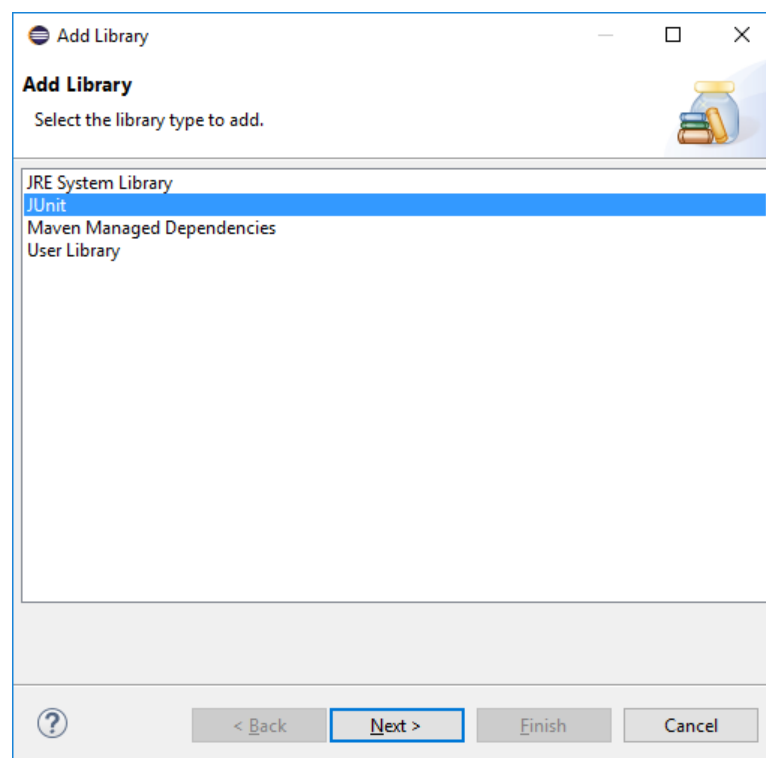 Add Library
Add Library
Select the library type to add.
JRE System Library
JUnit
Maven Managed Dependencies
User Library
?
< Back
Next >
Finish
Cancel